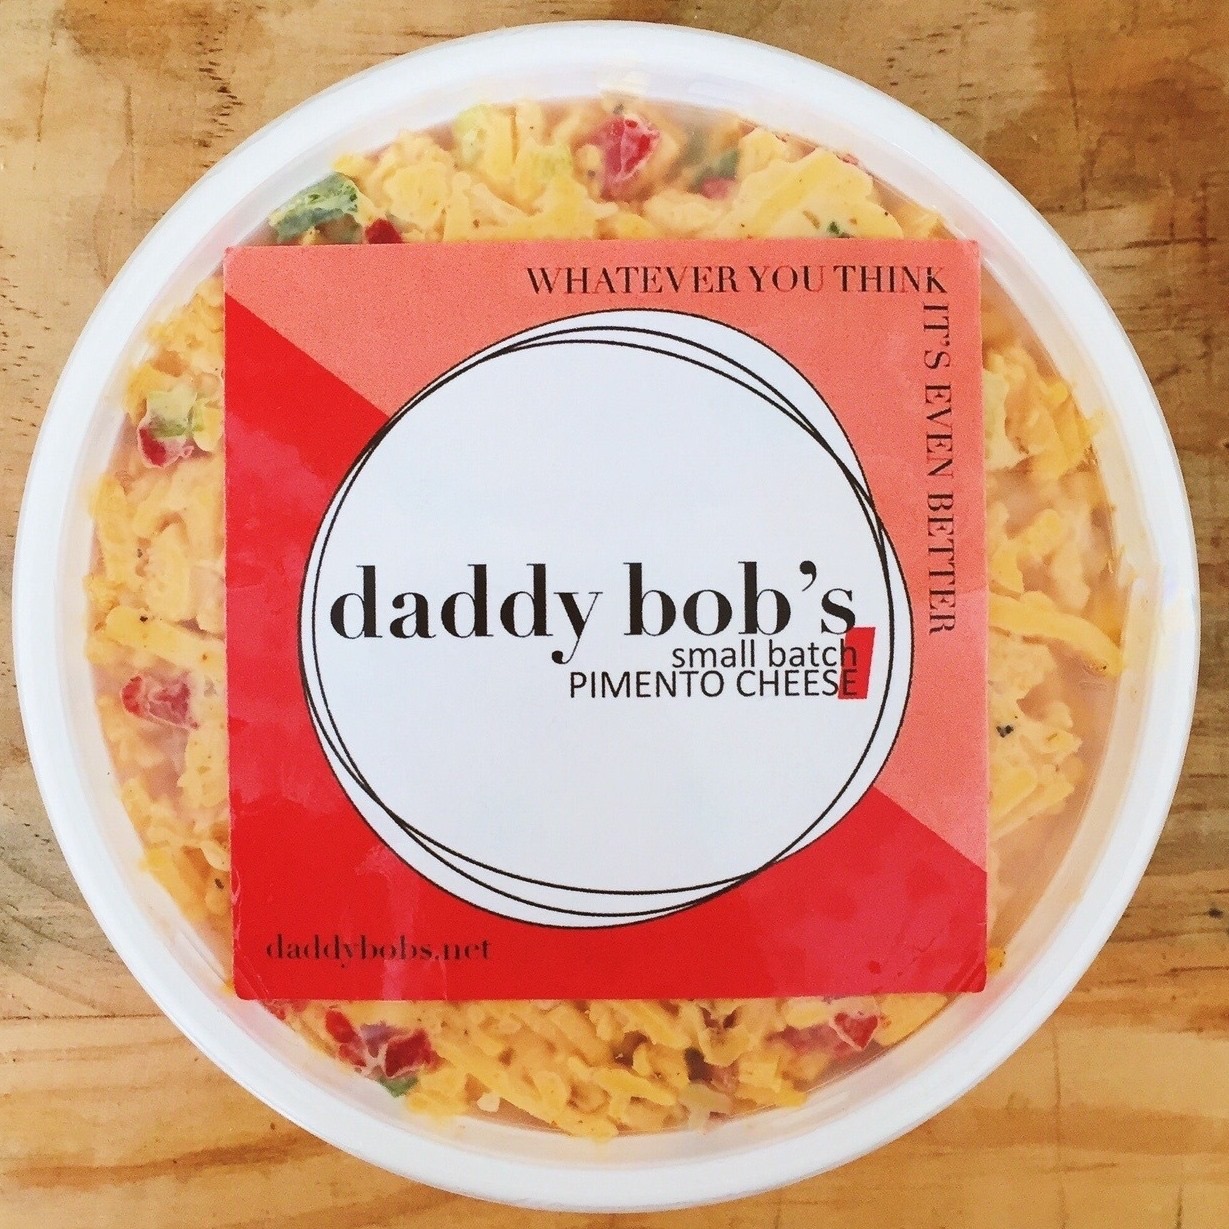 WHATEVER YOU THINK
IT'S EVEN BETTER
daddy bob's
small batch
PIMENTO CHEESE
daddybobs.net